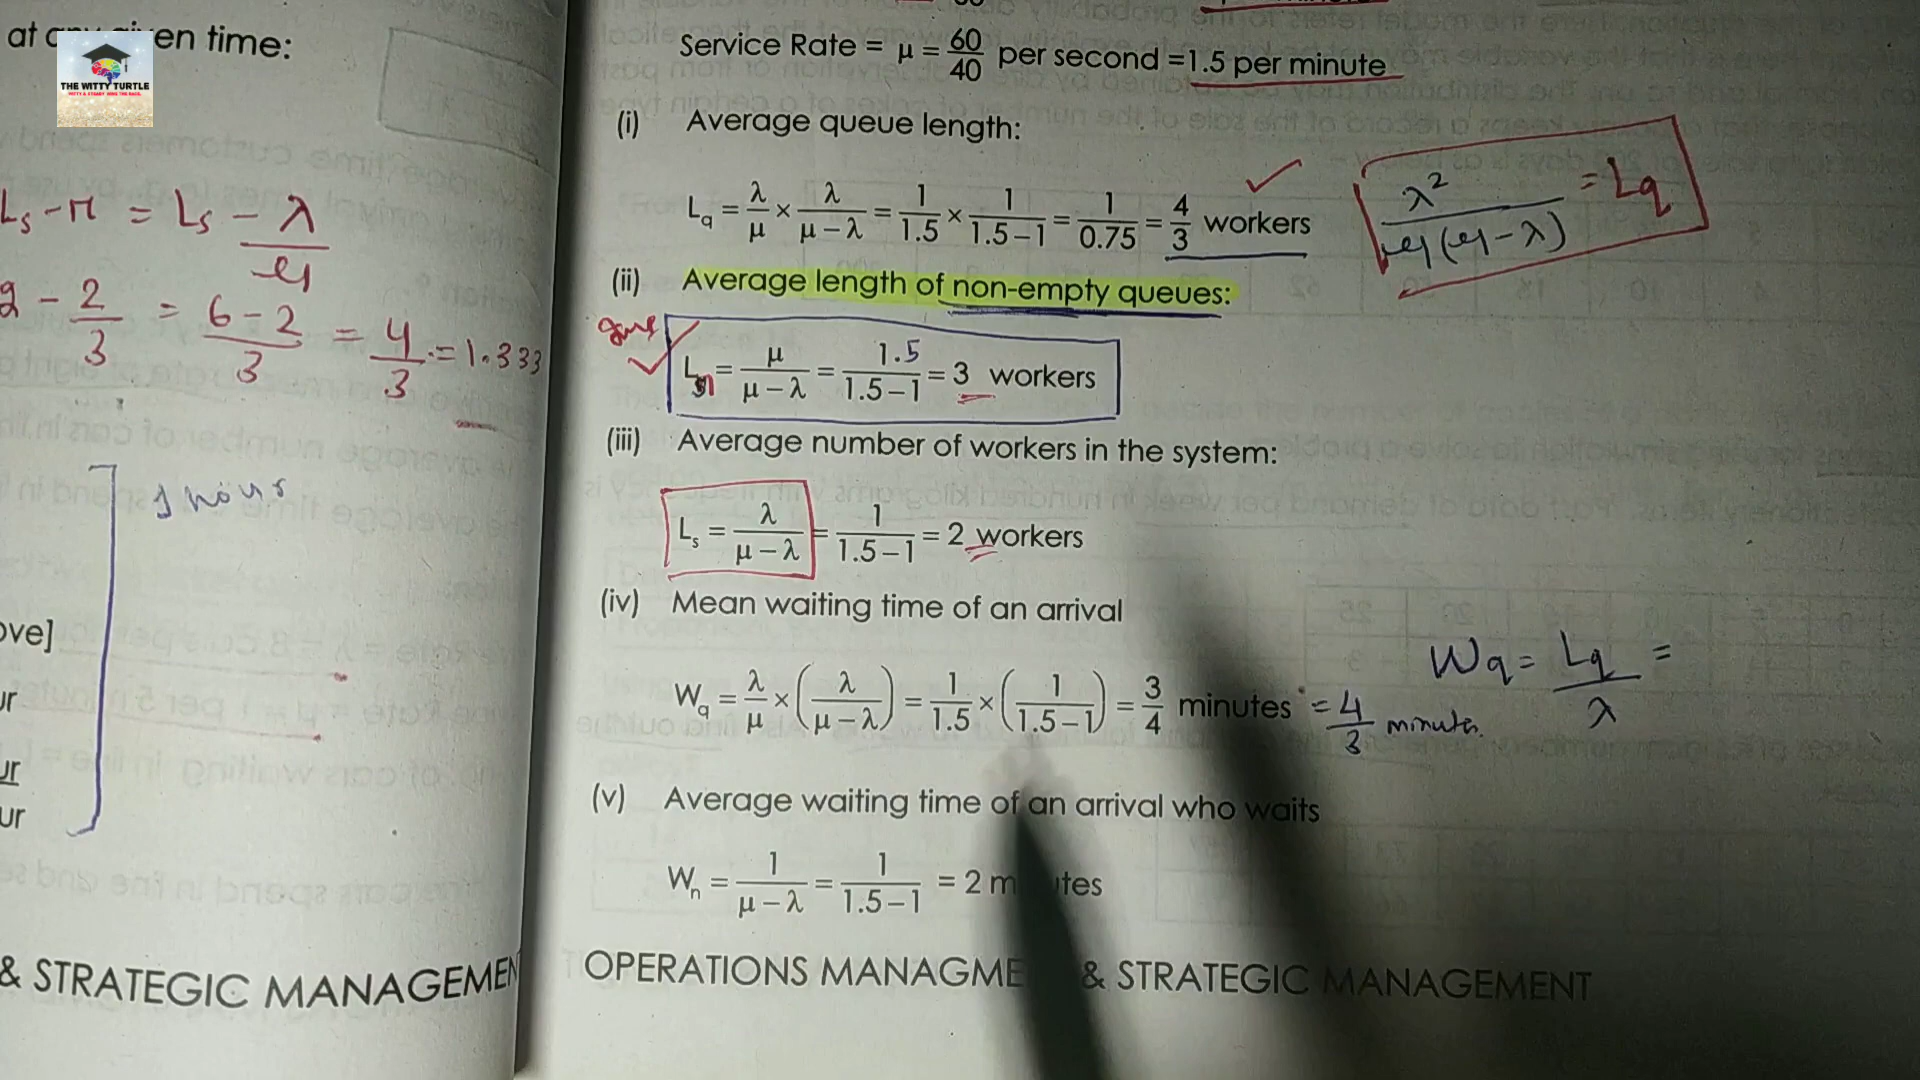 at any given time:
THE WITTY TURTLE
Ls - π = Ls - λ/μ
2 - 2/3 = 6-2/3 = 4/3 = 1.333
1 hour
ove]
ur
ur
ur
& STRATEGIC MANAGEMEN
Service Rate = μ = 60/40 per second =1.5 per minute
(i) Average queue length:
Lq = λ/μ × λ/μ−λ = 1/1.5 × 1/1.5−1 = 1/0.75 = 4/3 workers
λ²/μ(μ-λ) = Lq
(ii) Average length of non-empty queues:
Ln = μ/μ−λ = 1.5/1.5−1 = 3 workers
(iii) Average number of workers in the system:
Ls = λ/μ−λ = 1/1.5−1 = 2 workers
(iv) Mean waiting time of an arrival
Wq = λ/μ × (λ/μ−λ) = 1/1.5 × (1/1.5−1) = 3/4 minutes = 4/3 minutes.
Wq = Lq/λ =
(v) Average waiting time of an arrival who waits
Wn = 1/μ−λ = 1/1.5−1 = 2 m tes
OPERATIONS MANAGME & STRATEGIC MANAGEMENT